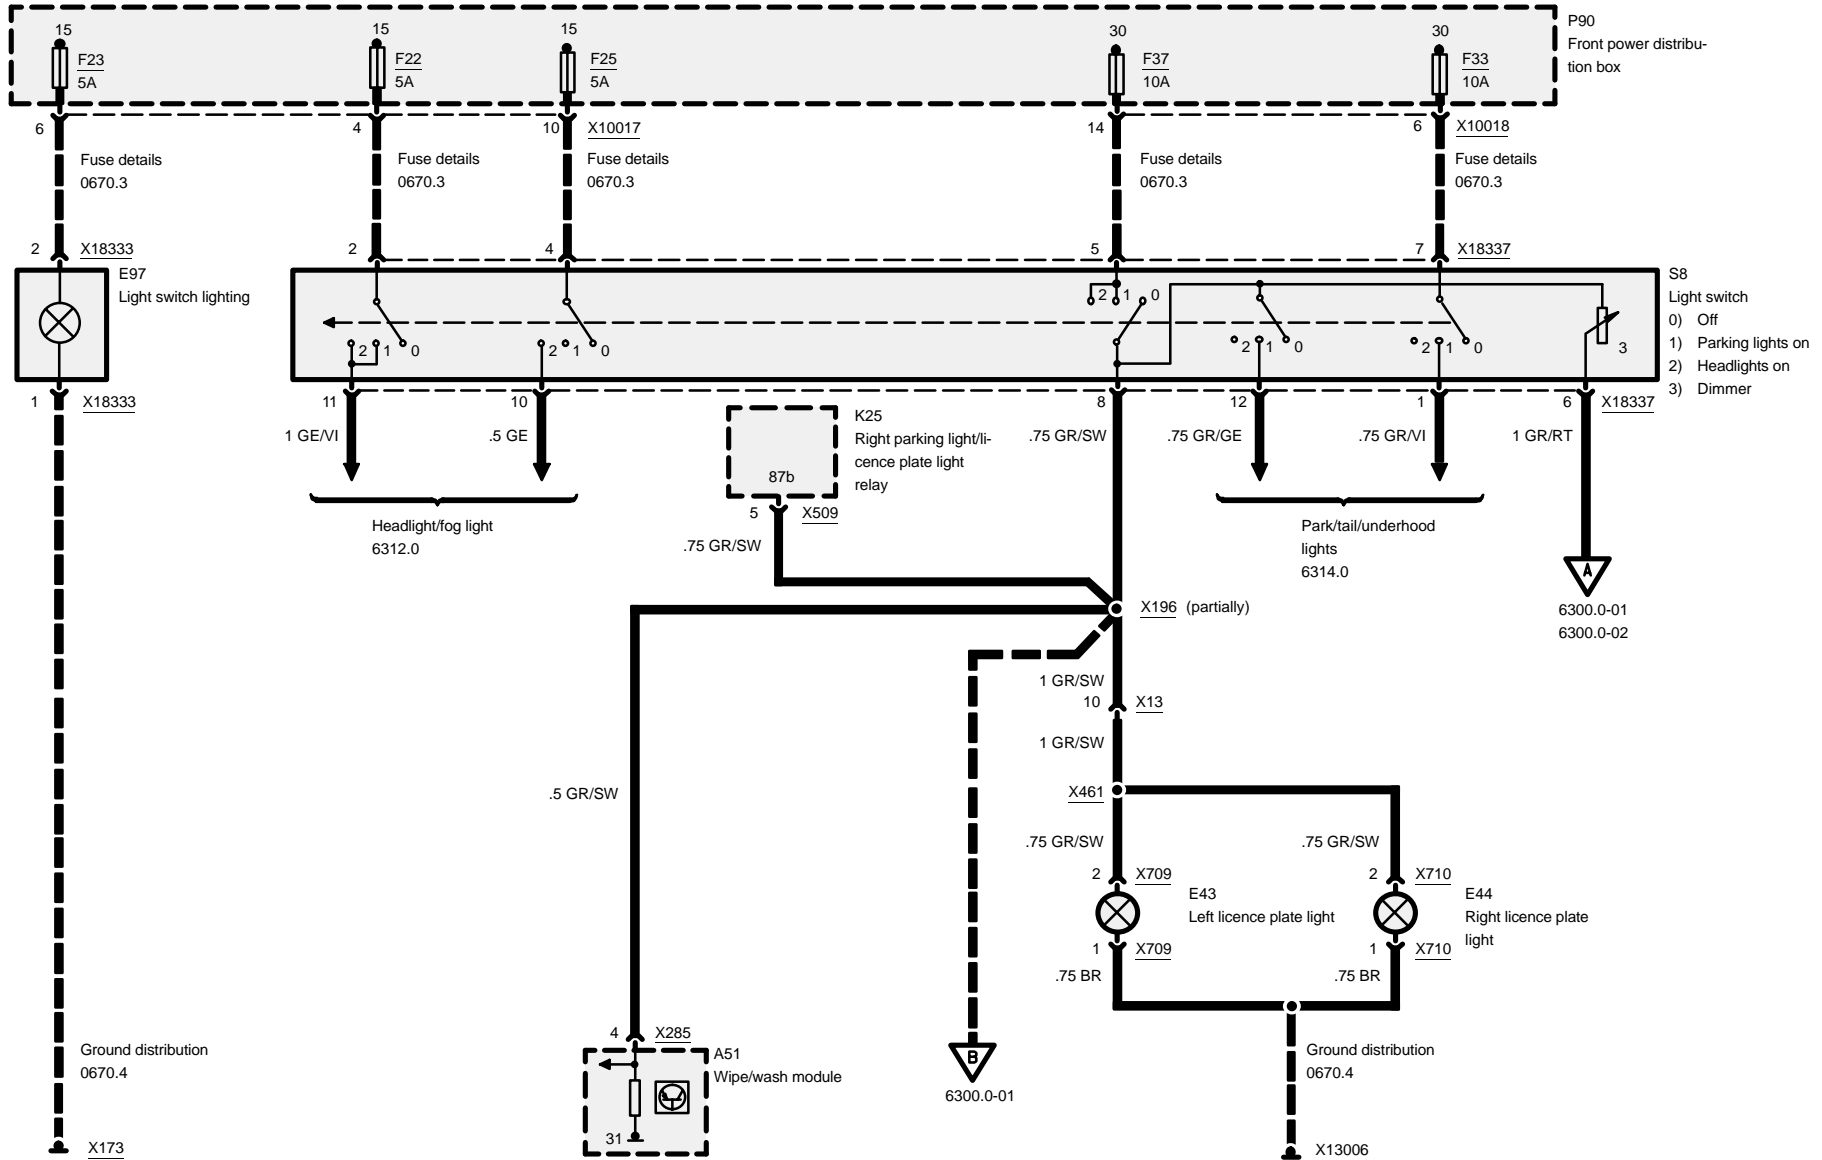 15
15
15
30
30
P90
Front power distribu-
tion box
F23
5A
F22
5A
F25
5A
F37
10A
F33
10A
6
4
10
X10017
14
6
X10018
Fuse details
0670.3
Fuse details
0670.3
Fuse details
0670.3
Fuse details
0670.3
Fuse details
0670.3
2
X18333
2
4
5
7
X18337
E97
Light switch lighting
S8
Light switch
0) Off
1) Parking lights on
2) Headlights on
3) Dimmer
2 1 0
2 1 0
2 1 0
2 1 0
2 1 0
3
1
X18333
11
10
8
12
1
6
X18337
1 GE/VI
.5 GE
K25
Right parking light/li-
cence plate light
relay
87b
.75 GR/SW
.75 GR/GE
.75 GR/VI
1 GR/RT
5
X509
Headlight/fog light
6312.0
Park/tail/underhood
lights
6314.0
.75 GR/SW
A
6300.0-01
6300.0-02
X196 (partially)
1 GR/SW
10
X13
1 GR/SW
.5 GR/SW
X461
.75 GR/SW
.75 GR/SW
2
X709
2
X710
E43
Left licence plate light
E44
Right licence plate
light
1
X709
1
X710
.75 BR
.75 BR
4
X285
A51
Wipe/wash module
31
B
6300.0-01
Ground distribution
0670.4
Ground distribution
0670.4
X173
X13006